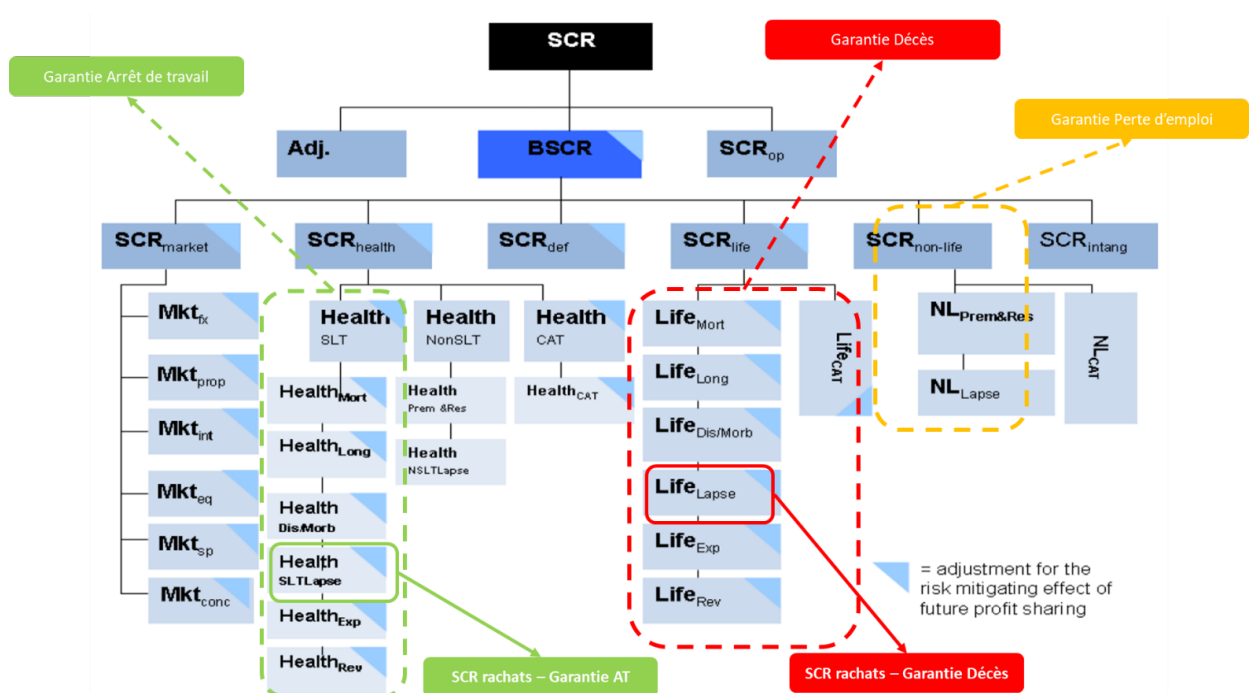 SCR
Garantie Décès
Garantie Arrêt de travail
Garantie Perte d'emploi
Adj.
BSCR
SCRop
SCRmarket
SCRhealth
SCRdef
SCRlife
SCRnon-life
SCRintang
Mktfx
Mktprop
Mktint
Mkteq
Mktsp
Mktconc
Health
SLT
HealthMort
HealthLong
Health
Dis/Morb
Health
SLTLapse
HealthExp
HealthRev
Health
NonSLT
Health
Prem &Res
Health
NSLTLapse
Health
CAT
HealthCAT
LifeMort
LifeLong
LifeDis/Morb
LifeLapse
LifeExp
LifeRev
LifeCAT
NLPrem&Res
NLLapse
NLCAT
= adjustment for the
risk mitigating effect of
future profit sharing
SCR rachats – Garantie AT
SCR rachats – Garantie Décès